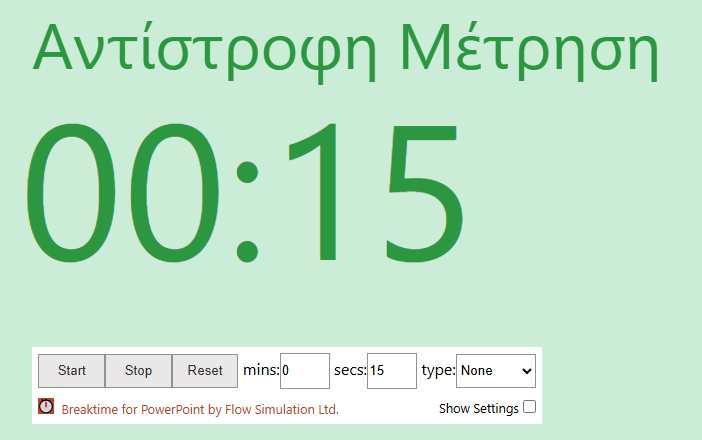 Αντίστροφη Μέτρηση
00:15
Start Stop Reset mins: 0 secs: 15 type: None
Breaktime for PowerPoint by Flow Simulation Ltd. Show Settings